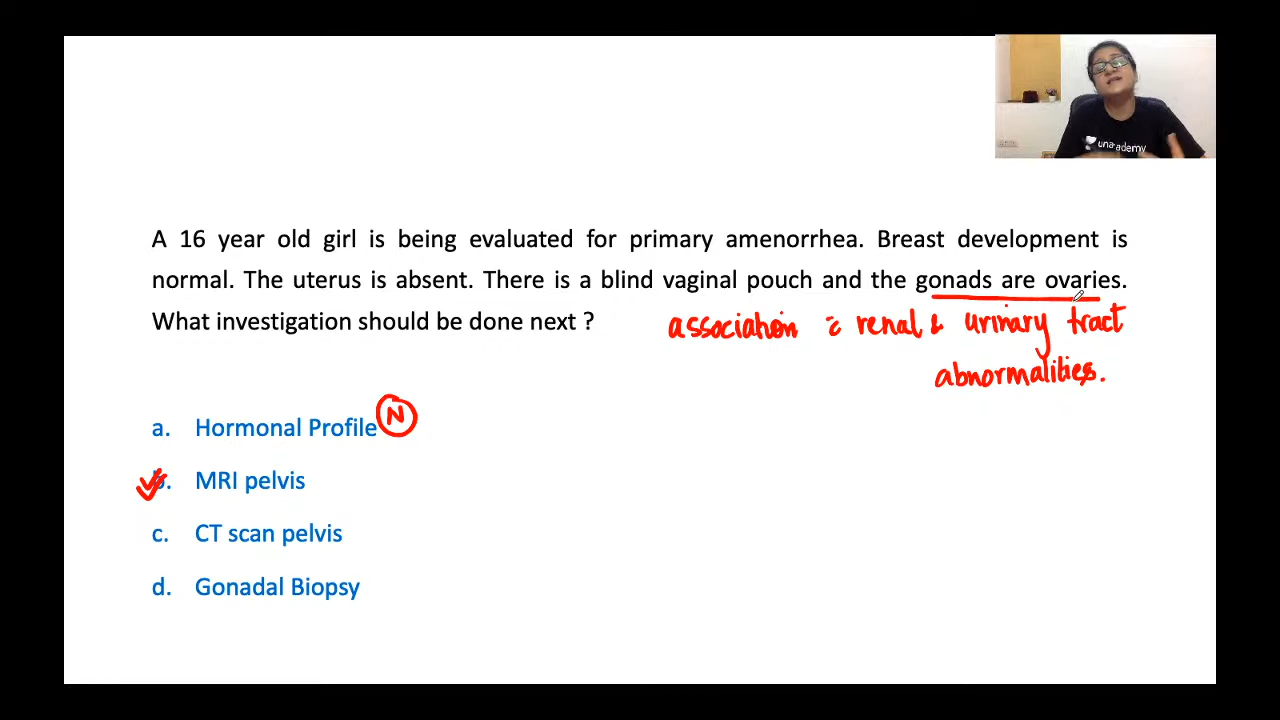 unacademy
A 16 year old girl is being evaluated for primary amenorrhea. Breast development is
normal. The uterus is absent. There is a blind vaginal pouch and the gonads are ovaries.
What investigation should be done next ?
association c̄ renal & urinary tract
abnormalities.
a. Hormonal Profile N
b. MRI pelvis
c. CT scan pelvis
d. Gonadal Biopsy